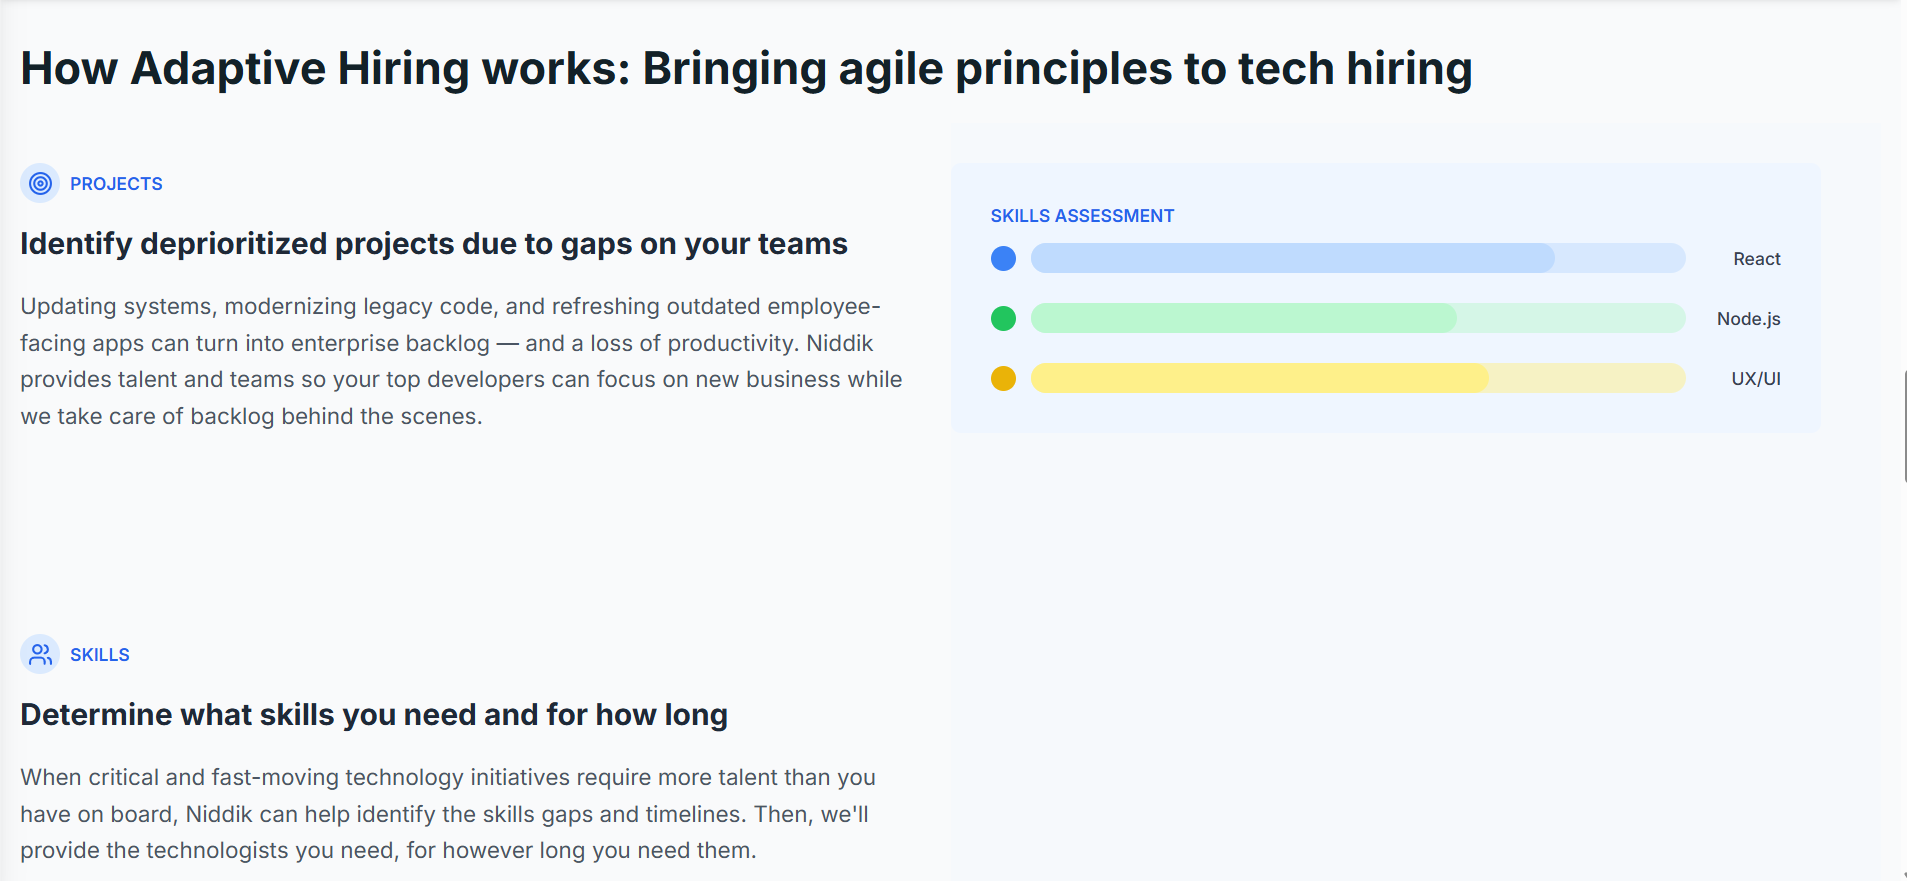 How Adaptive Hiring works: Bringing agile principles to tech hiring
PROJECTS
Identify deprioritized projects due to gaps on your teams
Updating systems, modernizing legacy code, and refreshing outdated employee-
facing apps can turn into enterprise backlog — and a loss of productivity. Niddik
provides talent and teams so your top developers can focus on new business while
we take care of backlog behind the scenes.
SKILLS ASSESSMENT
React
Node.js
UX/UI
SKILLS
Determine what skills you need and for how long
When critical and fast-moving technology initiatives require more talent than you
have on board, Niddik can help identify the skills gaps and timelines. Then, we'll
provide the technologists you need, for however long you need them.